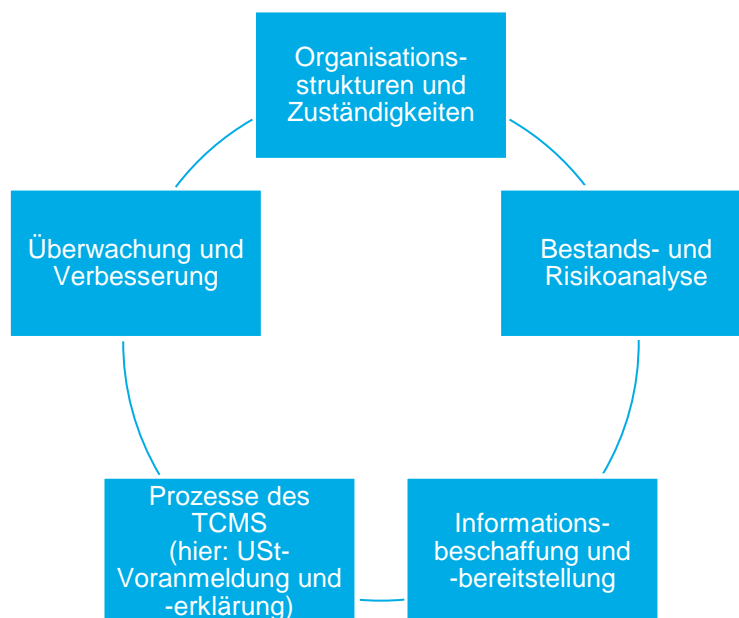 Organisations-
strukturen und
Zuständigkeiten
Bestands- und
Risikoanalyse
Informations-
beschaffung und
-bereitstellung
Prozesse des
TCMS
(hier: USt-
Voranmeldung und
-erklärung)
Überwachung und
Verbesserung